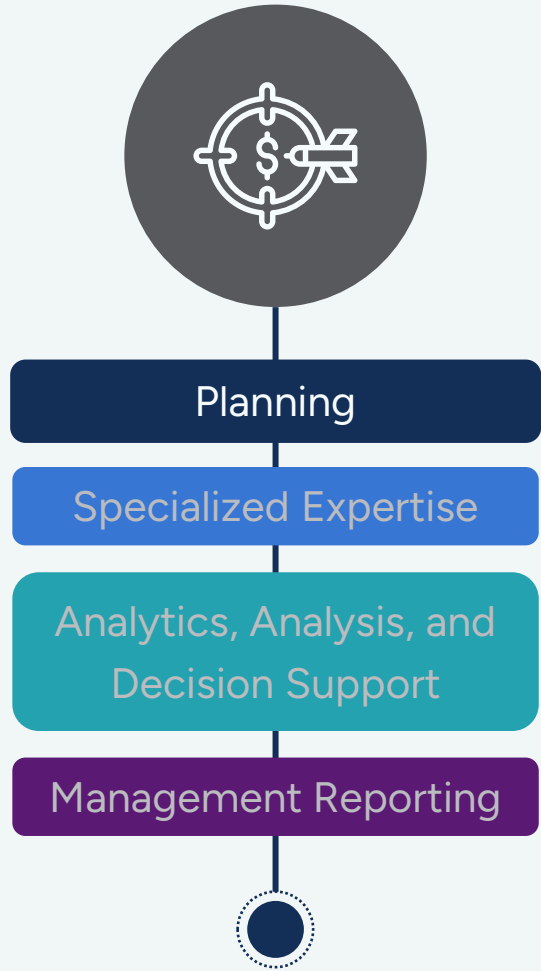 $
Planning
Specialized Expertise
Analytics, Analysis, and
Decision Support
Management Reporting